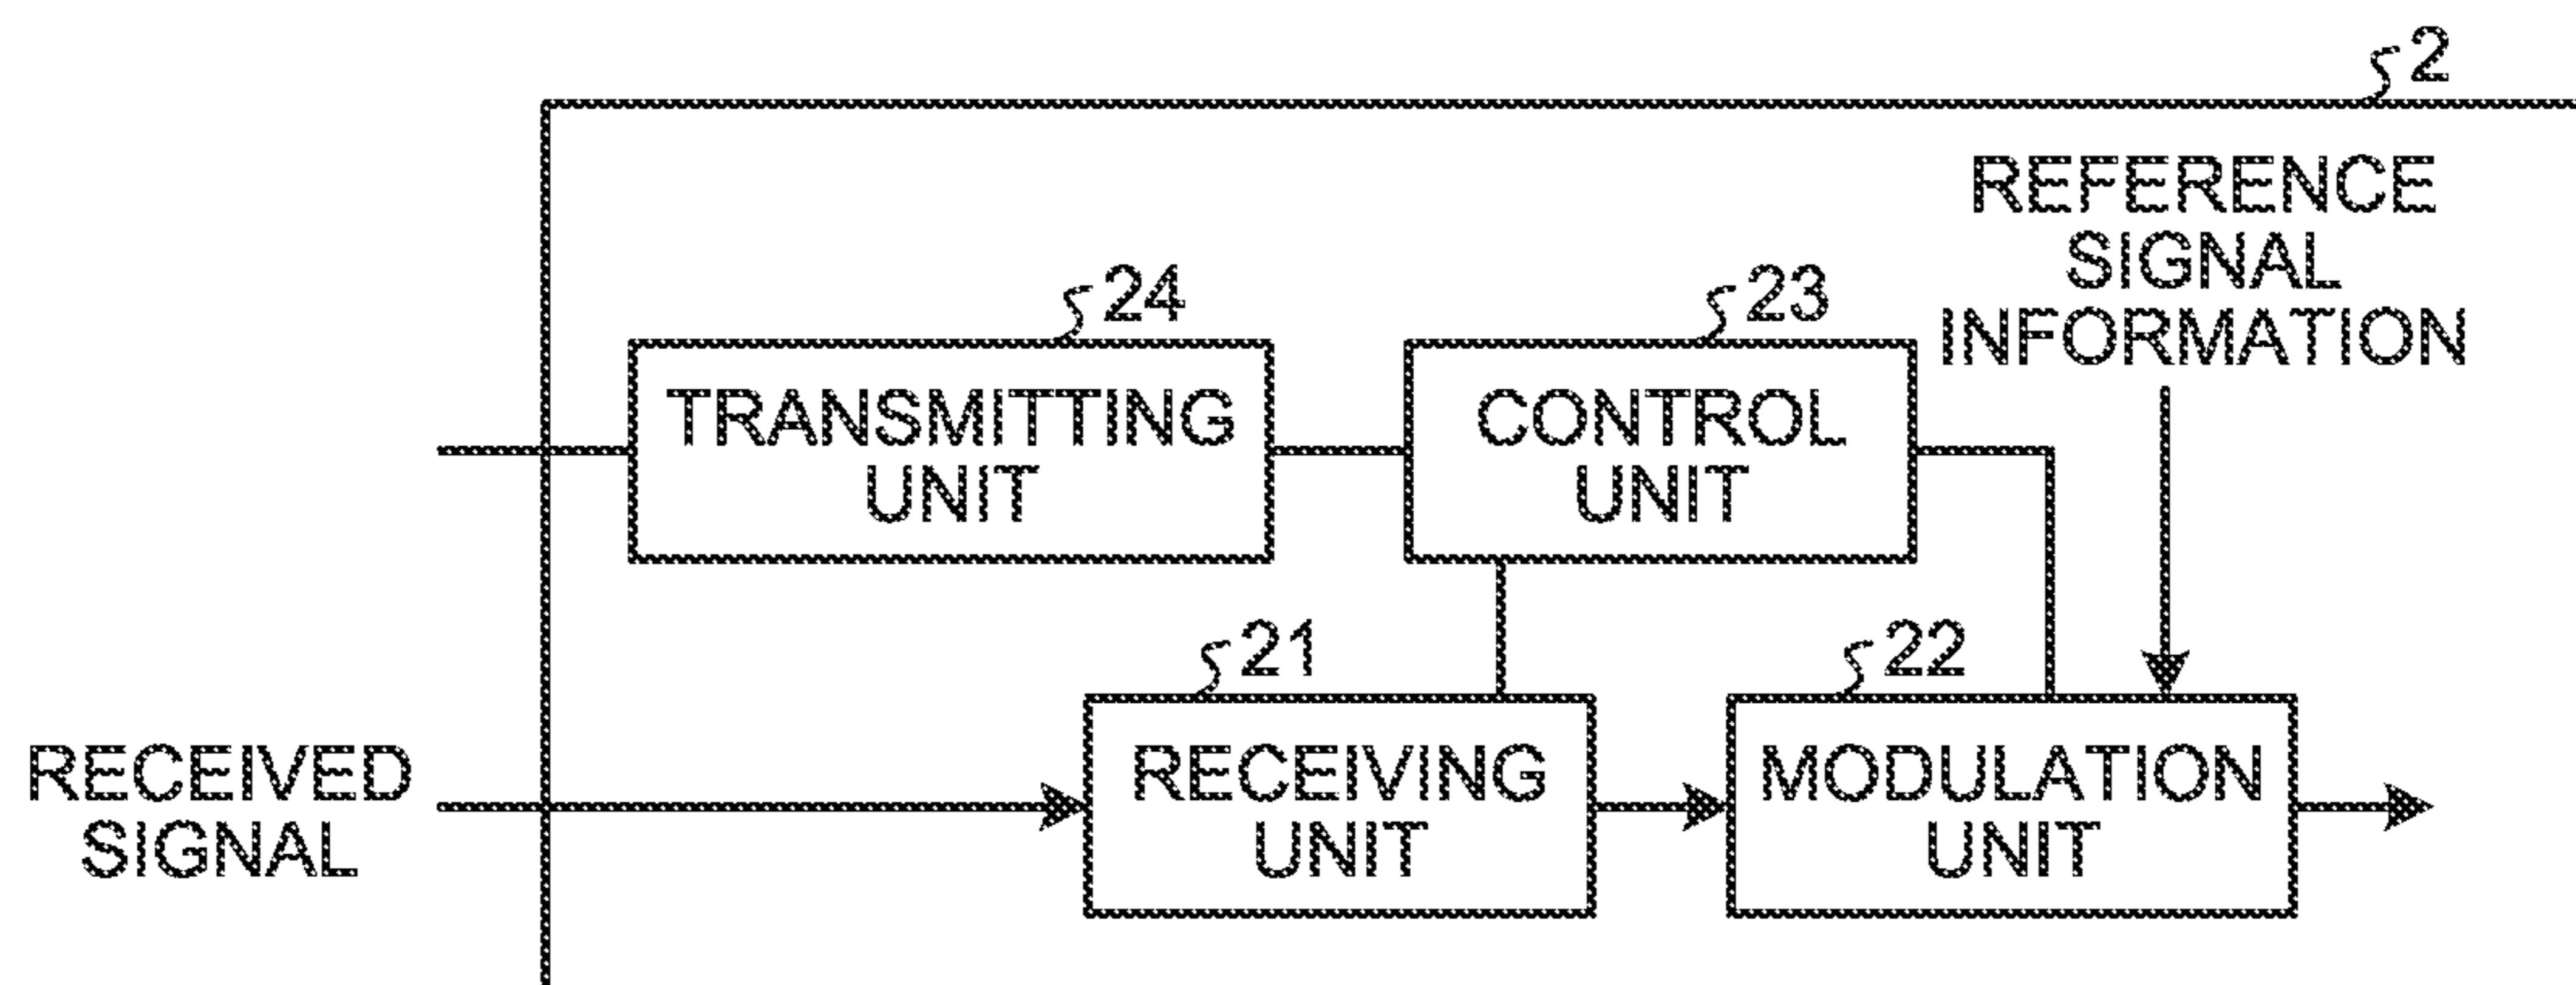 2
REFERENCE
SIGNAL
INFORMATION
24
23
TRANSMITTING
UNIT
CONTROL
UNIT
21
22
RECEIVED
SIGNAL
RECEIVING
UNIT
MODULATION
UNIT